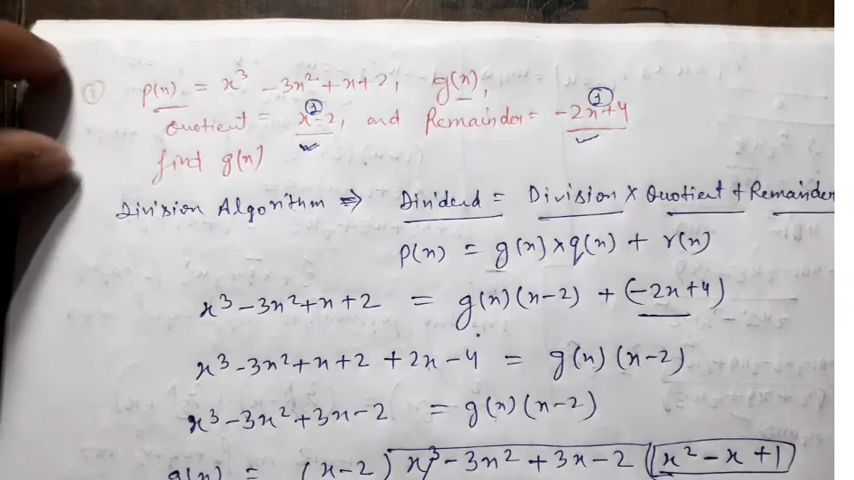 ① p(x) = x³ - 3x² + x + 2, g(x),
Quotient = x - 2, and Remainder = -2x + 4
find g(x)
Division Algorithm ⇒ Dividend = Division × Quotient + Remainder
p(x) = g(x) × q(x) + r(x)
x³ - 3x² + x + 2 = g(x) (x - 2) + (-2x + 4)
x³ - 3x² + x + 2 + 2x - 4 = g(x) (x - 2)
x³ - 3x² + 3x - 2 = g(x) (x - 2)
g(x) = (x - 2) ) x³ - 3x² + 3x - 2 ( x² - x + 1